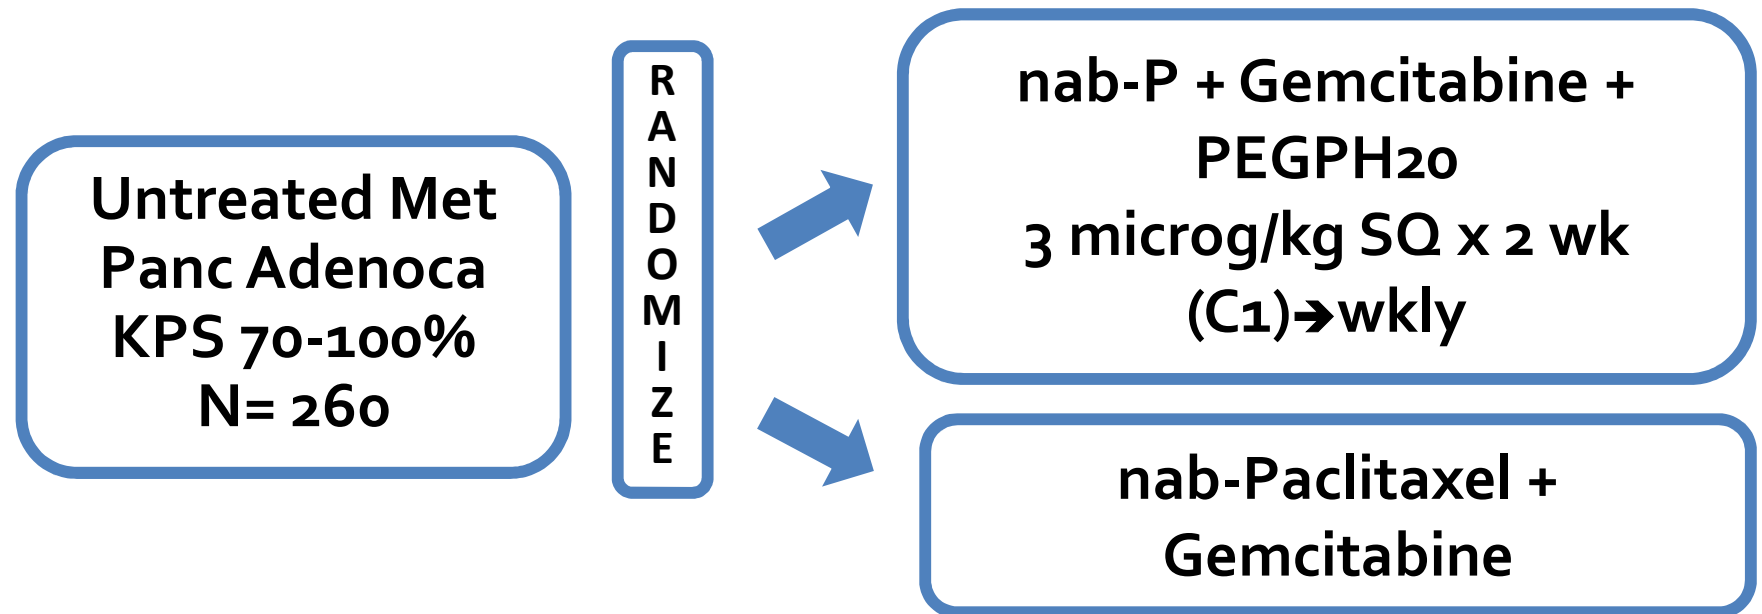 Untreated Met
Panc Adenoca
KPS 70-100%
N= 260
R
A
N
D
O
M
I
Z
E
nab-P + Gemcitabine +
PEGPH20
3 microg/kg SQ x 2 wk
(C1)➔wkly
nab-Paclitaxel +
Gemcitabine